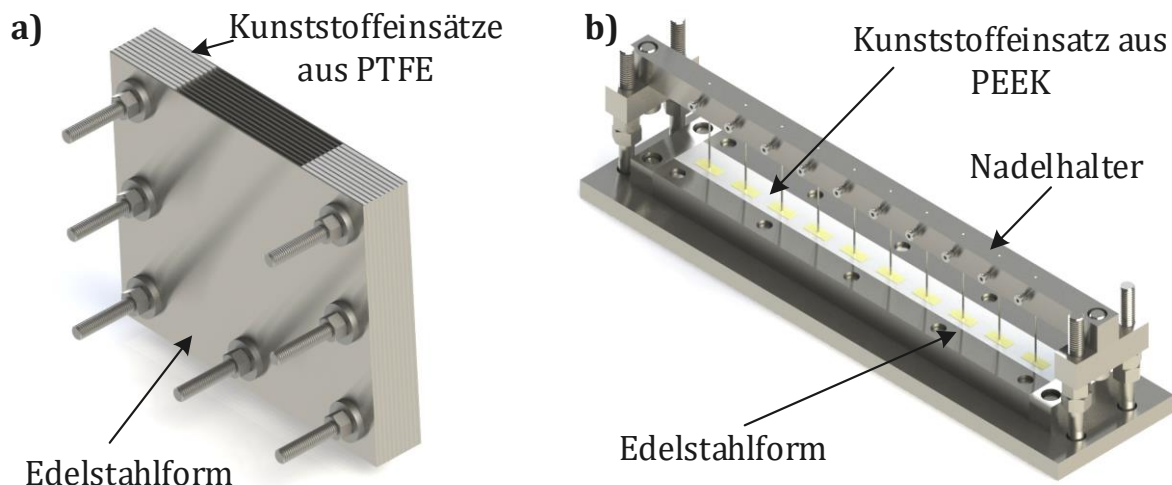 a)
Kunststoffeinsätze
aus PTFE
Edelstahlform
b)
Kunststoffeinsatz aus
PEEK
Nadelhalter
Edelstahlform